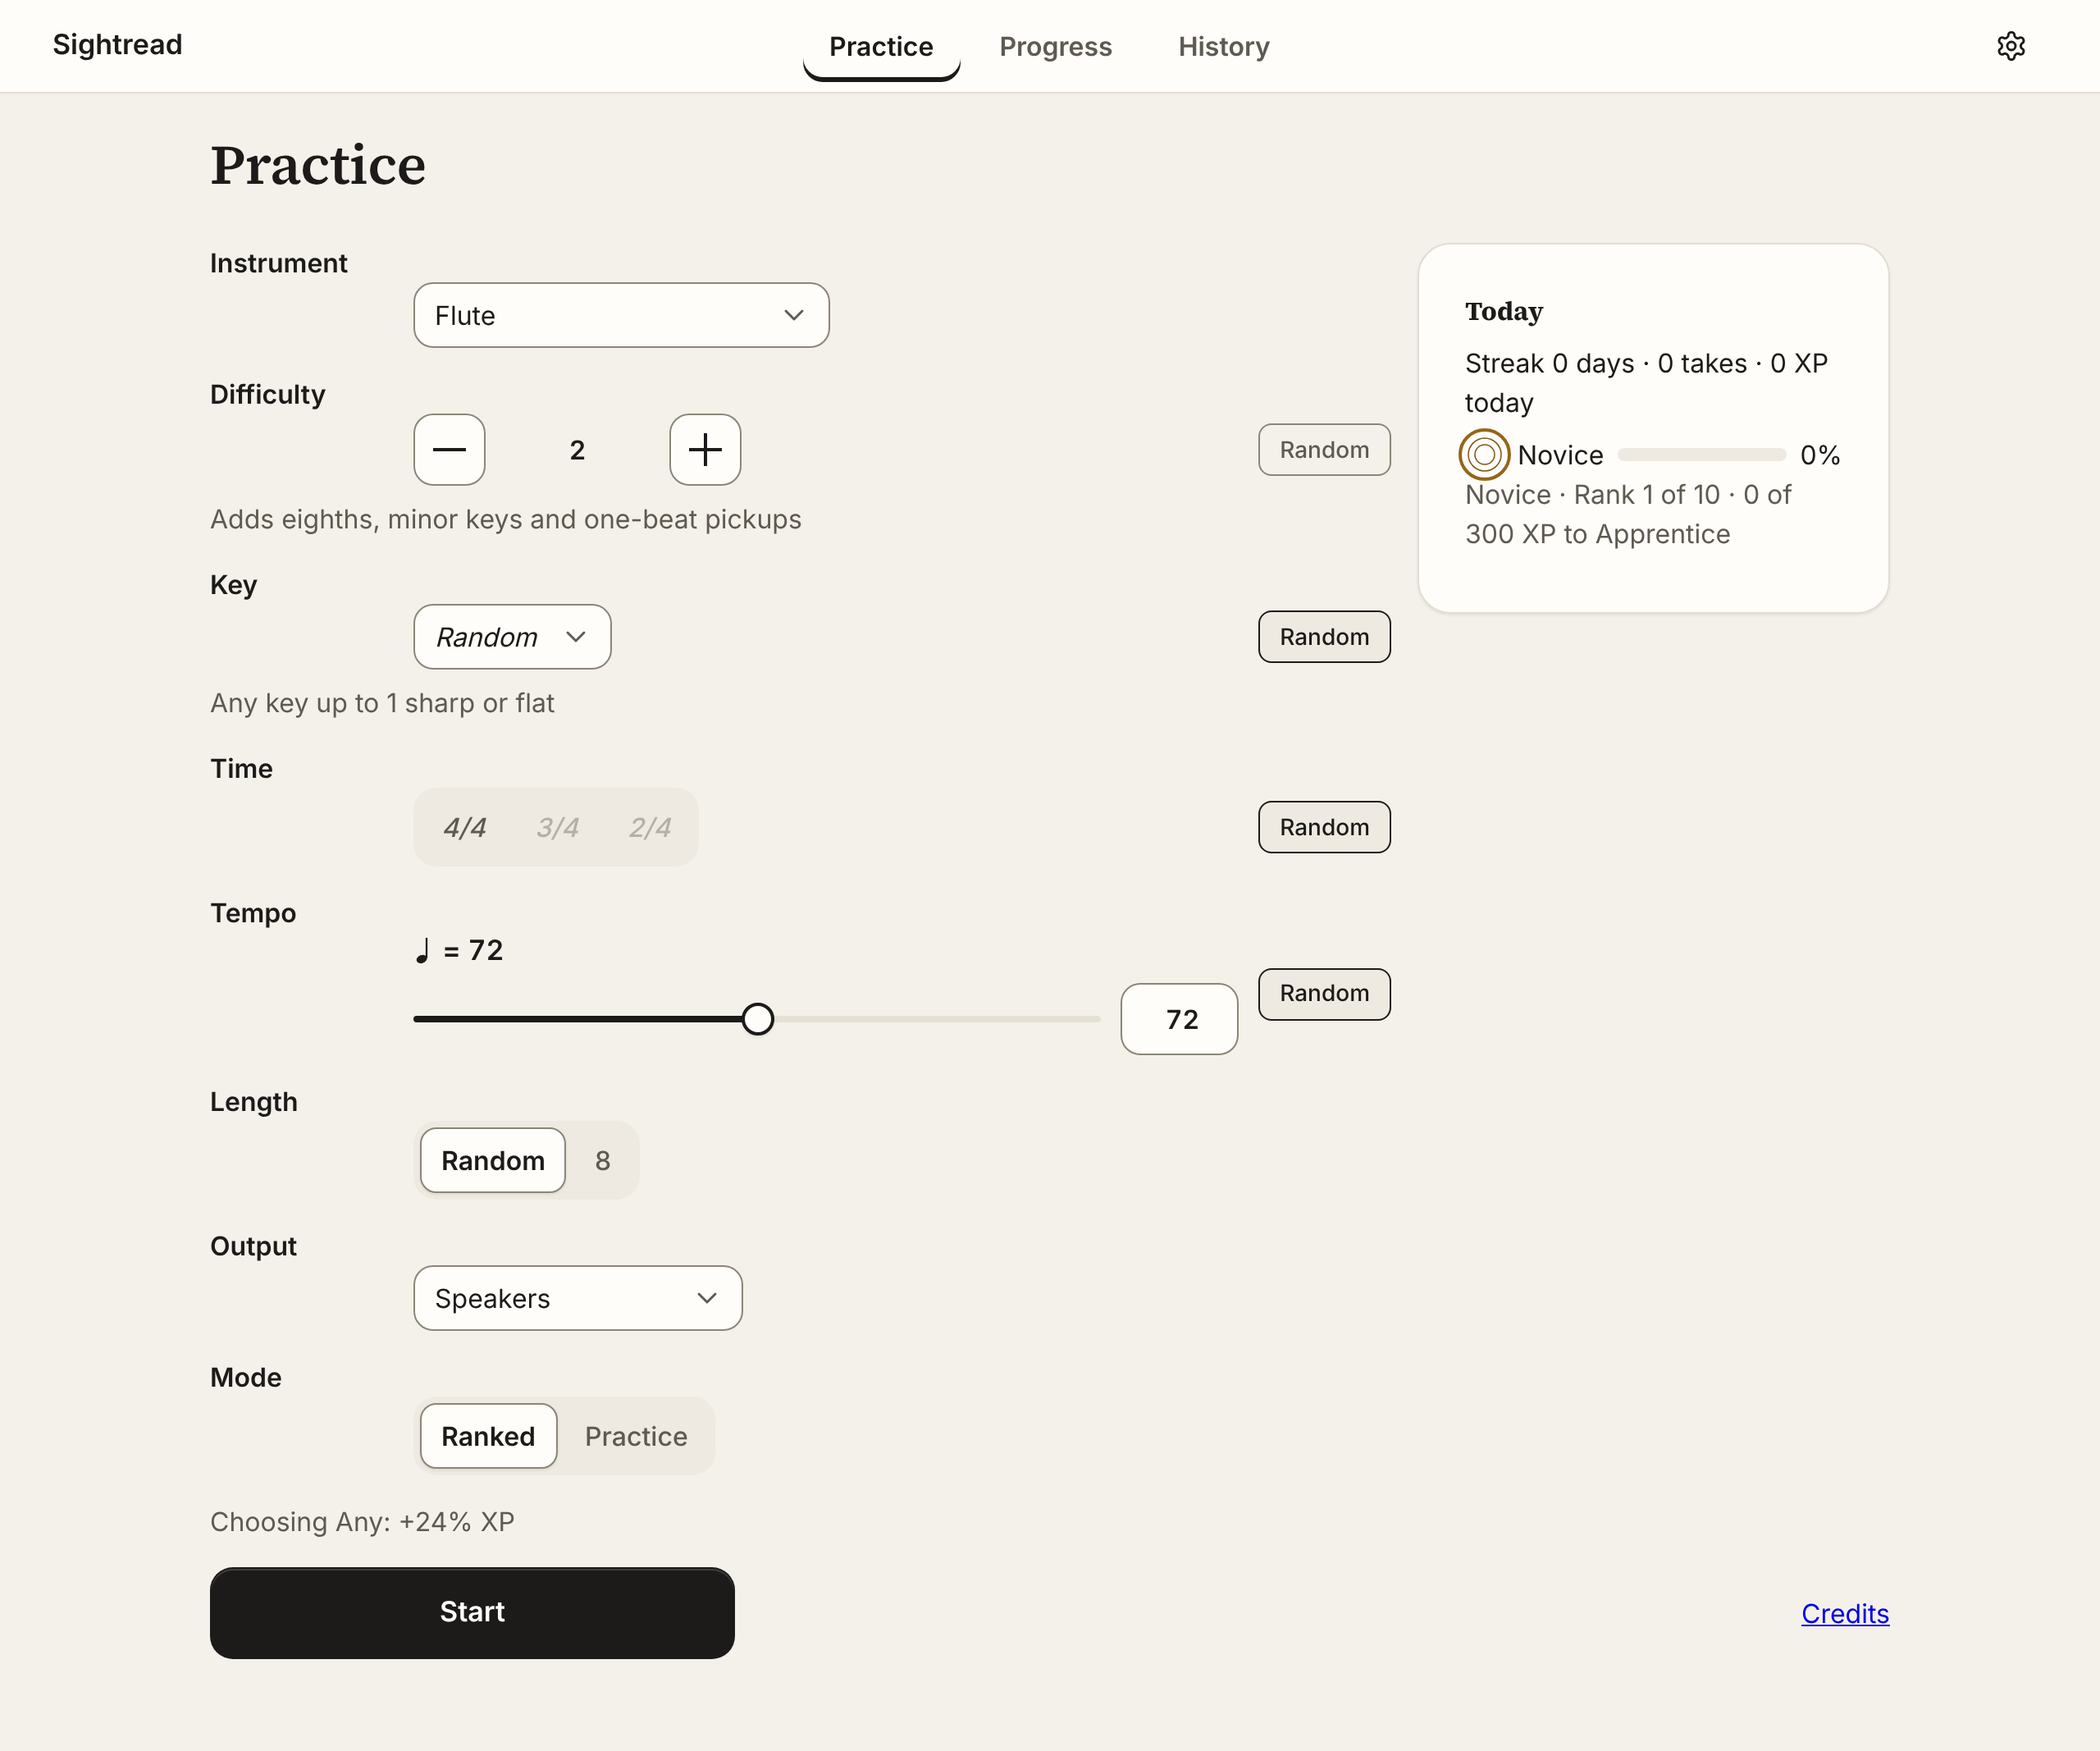 Sightread
Practice
Progress
History
Practice
Instrument
Flute
Difficulty
2
Random
Adds eighths, minor keys and one-beat pickups
Key
Random
Random
Any key up to 1 sharp or flat
Time
4/4 3/4 2/4
Random
Tempo
♩ = 72
72
Random
Length
Random 8
Output
Speakers
Mode
Ranked Practice
Choosing Any: +24% XP
Start
Today
Streak 0 days · 0 takes · 0 XP
today
Novice 0%
Novice · Rank 1 of 10 · 0 of
300 XP to Apprentice
Credits